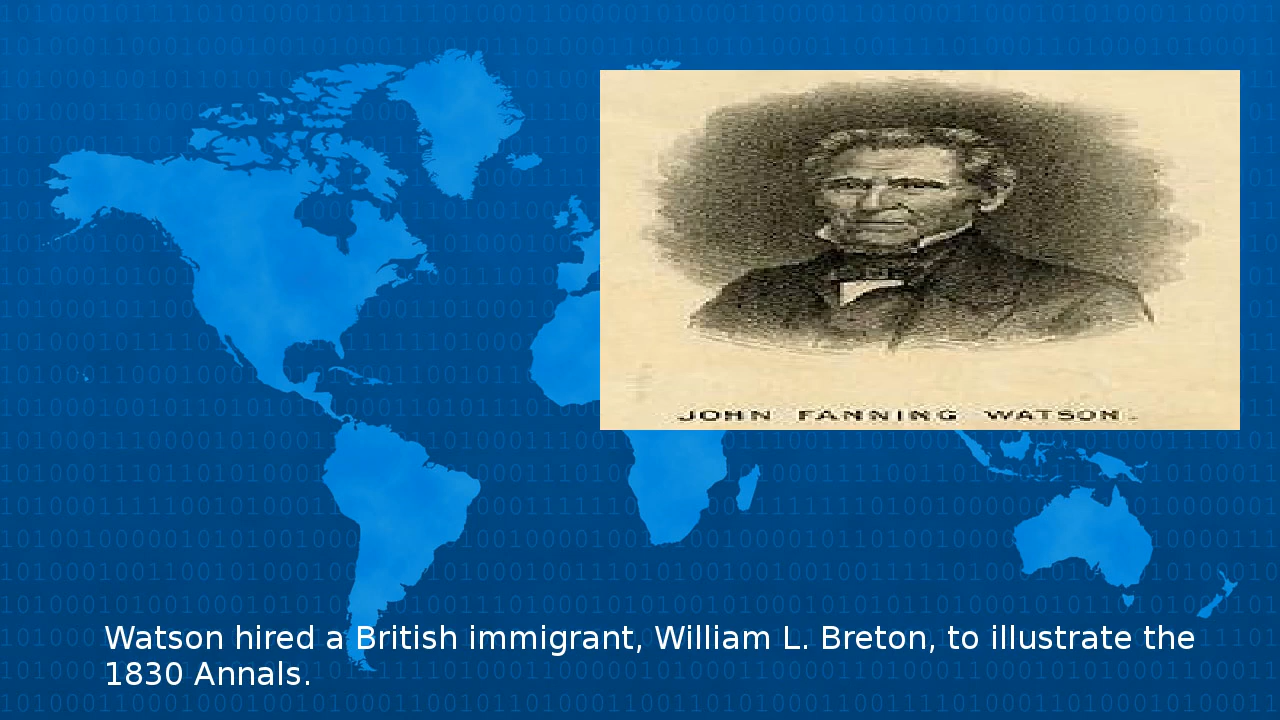 JOHN FANNING WATSON.
Watson hired a British immigrant, William L. Breton, to illustrate the
1830 Annals.